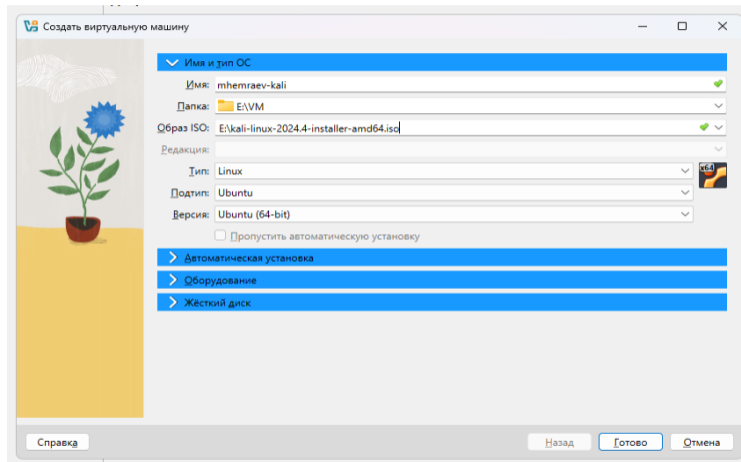 Создать виртуальную машину
Имя и тип ОС
Имя: mhemraev-kali
Папка: E:\VM
Образ ISO: E:\kali-linux-2024.4-installer-amd64.iso
Редакция:
Тип: Linux
x64
Подтип: Ubuntu
Версия: Ubuntu (64-bit)
Пропустить автоматическую установку
Автоматическая установка
Оборудование
Жёсткий диск
Справка Назад Готово Отмена